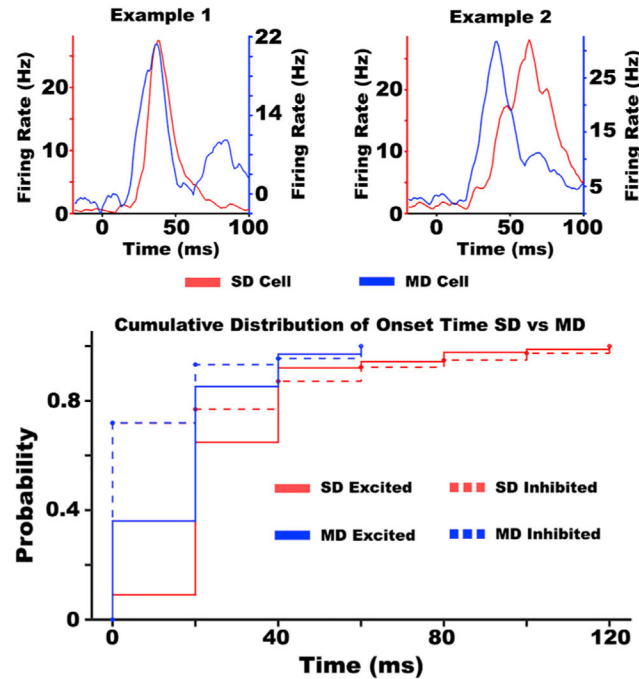 Example 1
Example 2
Firing Rate (Hz)
20
10
0
22
14
0
Firing Rate (Hz)
0
50
100
Time (ms)
Firing Rate (Hz)
20
10
0
25
15
5
Firing Rate (Hz)
0
50
100
Time (ms)
SD Cell
MD Cell
Cumulative Distribution of Onset Time SD vs MD
Probability
0.8
0.4
0
SD Excited
SD Inhibited
MD Excited
MD Inhibited
0
40
80
120
Time (ms)